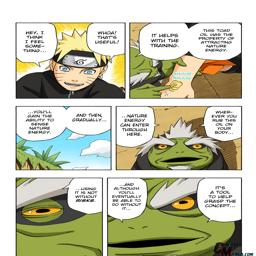 HEY, I
THINK
I FEEL
SOME-
THING...
WHOA!
THAT'S
USEFUL!
IT HELPS
WITH THE
TRAINING.
THIS TOAD
OIL HAS THE
PROPERTY OF
ATTRACTING
NATURE
ENERGY.
...YOU'LL
GAIN THE
ABILITY TO
SENSE
NATURE
ENERGY.
AND THEN,
GRADUALLY...
...NATURE
ENERGY
CAN ENTER
THROUGH
HERE.
WHER-
EVER YOU
RUB THIS
OIL ON
YOUR
BODY...
...USING
IT IS NOT
WITHOUT
AND
ALTHOUGH
YOU'LL
EVENTUALLY
BE ABLE TO DO
WITHOUT IT...
IT'S A
TOOL TO
HELP
GRASP THE
CONCEPT...